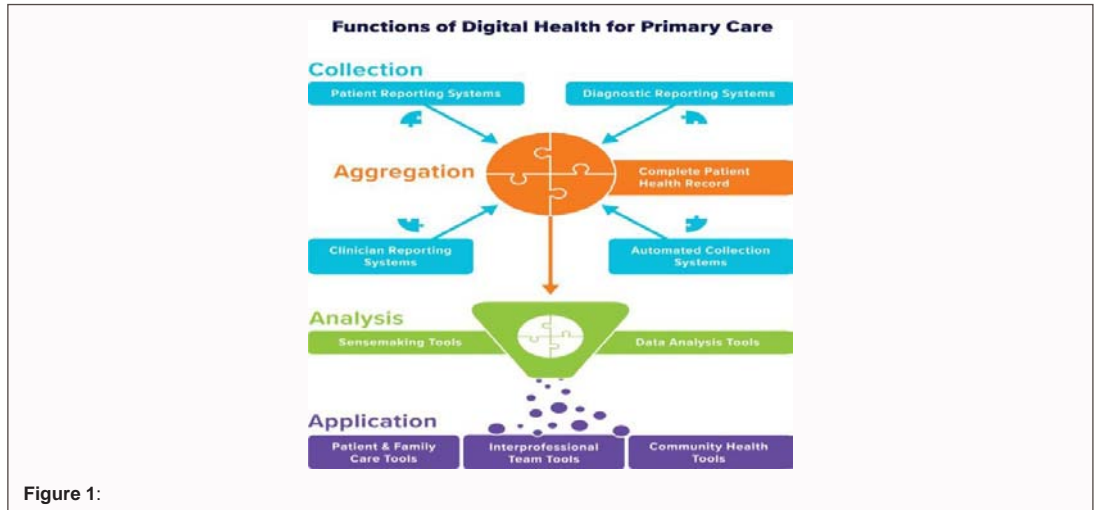 Functions of Digital Health for Primary Care
Collection
Patient Reporting Systems
Diagnostic Reporting Systems
Aggregation
Complete Patient
Health Record
Clinician Reporting
Systems
Automated Collection
Systems
Analysis
Sensemaking Tools
Data Analysis Tools
Application
Patient & Family
Care Tools
Interprofessional
Team Tools
Community Health
Tools
Figure 1: